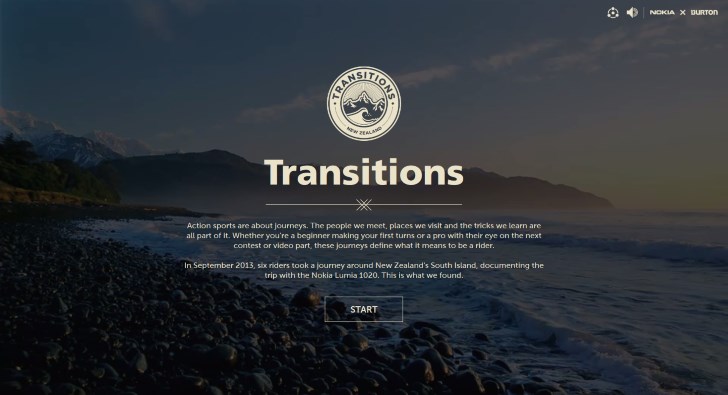 NOKIA × BURTON
TRANSITIONS
NEW ZEALAND
Transitions
Action sports are about journeys. The people we meet, places we visit and the tricks we learn are
all part of it. Whether you're a beginner making your first turns or a pro with their eye on the next
contest or video part, these journeys define what it means to be a rider.
In September 2013, six riders took a journey around New Zealand's South Island, documenting the
trip with the Nokia Lumia 1020. This is what we found.
START